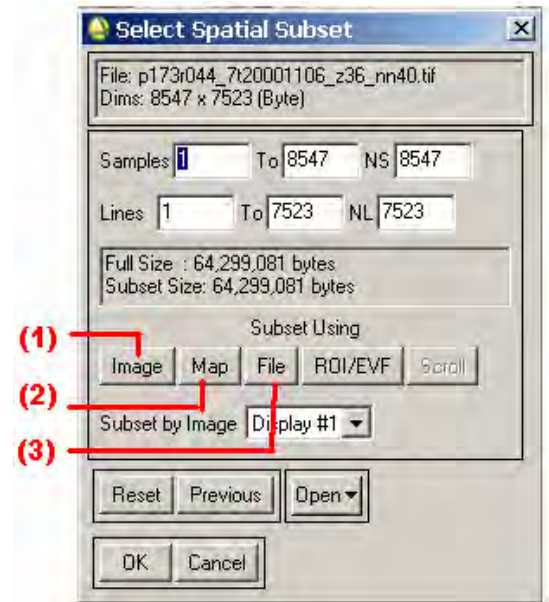 Select Spatial Subset
File: p173r044_7t20001106_z36_nn40.tif
Dims: 8547 x 7523 (Byte)
Samples 1 To 8547 NS 8547
Lines 1 To 7523 NL 7523
Full Size : 64,299,081 bytes
Subset Size: 64,299,081 bytes
Subset Using
(1)
Image Map File ROI/EVF Scroll
(2)
Subset by Image Display #1
(3)
Reset Previous Open
OK Cancel